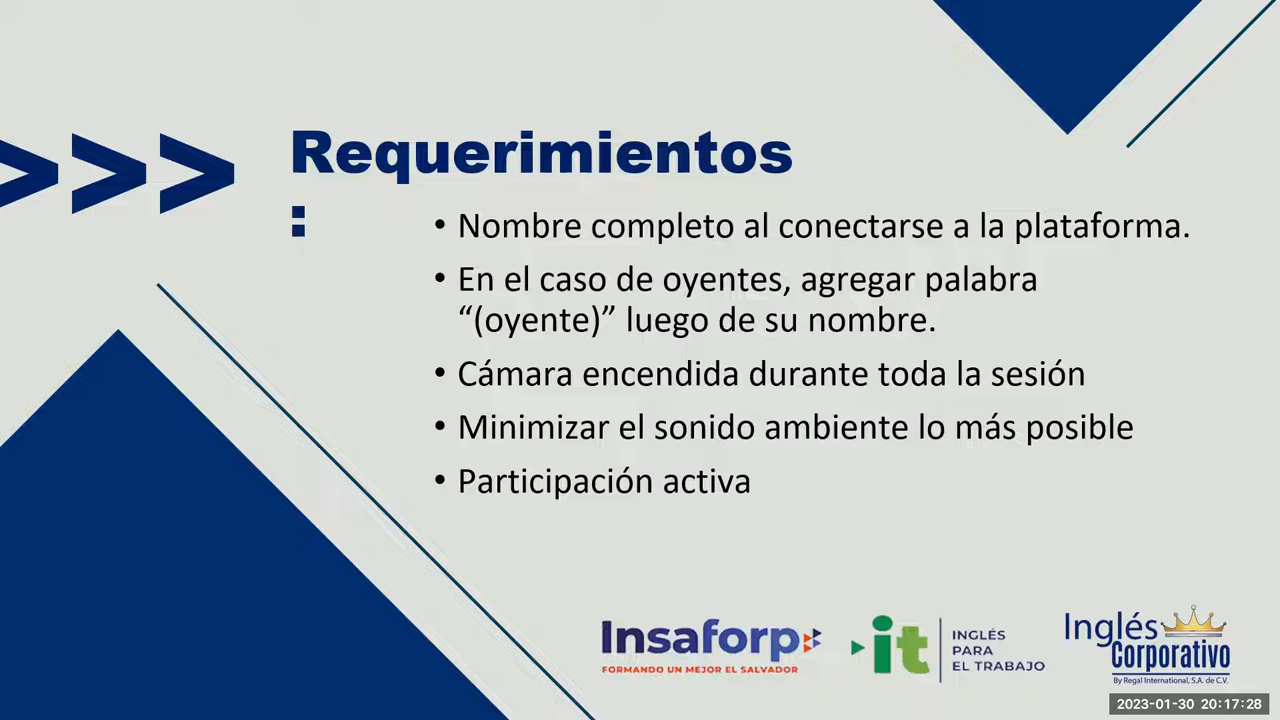 >>>
Requerimientos
:
• Nombre completo al conectarse a la plataforma.
• En el caso de oyentes, agregar palabra
“(oyente)” luego de su nombre.
• Cámara encendida durante toda la sesión
• Minimizar el sonido ambiente lo más posible
• Participación activa
Insaforp
FORMANDO UN MEJOR EL SALVADOR
it
INGLÉS
PARA
EL TRABAJO
Inglés
Corporativo
By Regal International, S.A. de C.V.
2023-01-30 20:17:28